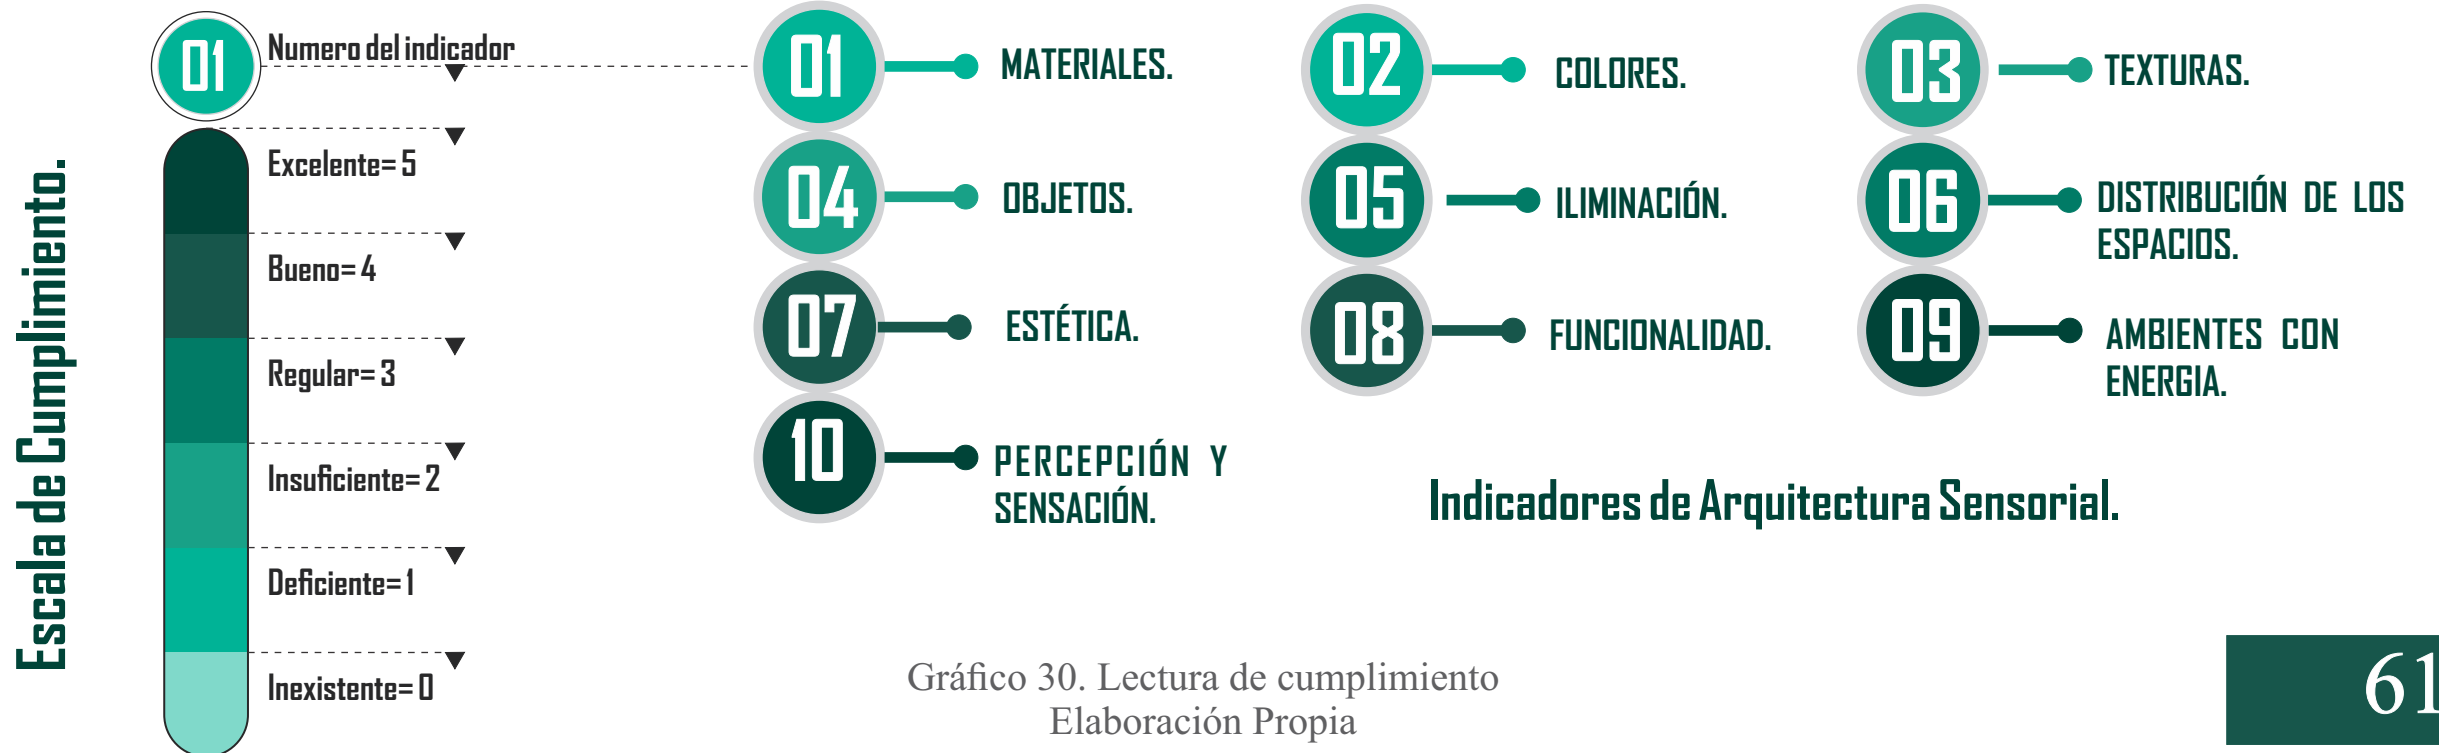 Escala de Cumplimiento.
01
Numero del indicador
Excelente= 5
Bueno= 4
Regular= 3
Insuficiente= 2
Deficiente= 1
Inexistente= 0
01
MATERIALES.
02
COLORES.
03
TEXTURAS.
04
OBJETOS.
05
ILIMINACIÓN.
06
DISTRIBUCIÓN DE LOS
ESPACIOS.
07
ESTÉTICA.
08
FUNCIONALIDAD.
09
AMBIENTES CON
ENERGIA.
10
PERCEPCIÓN Y
SENSACIÓN.
Indicadores de Arquitectura Sensorial.
Gráfico 30. Lectura de cumplimiento
Elaboración Propia
61